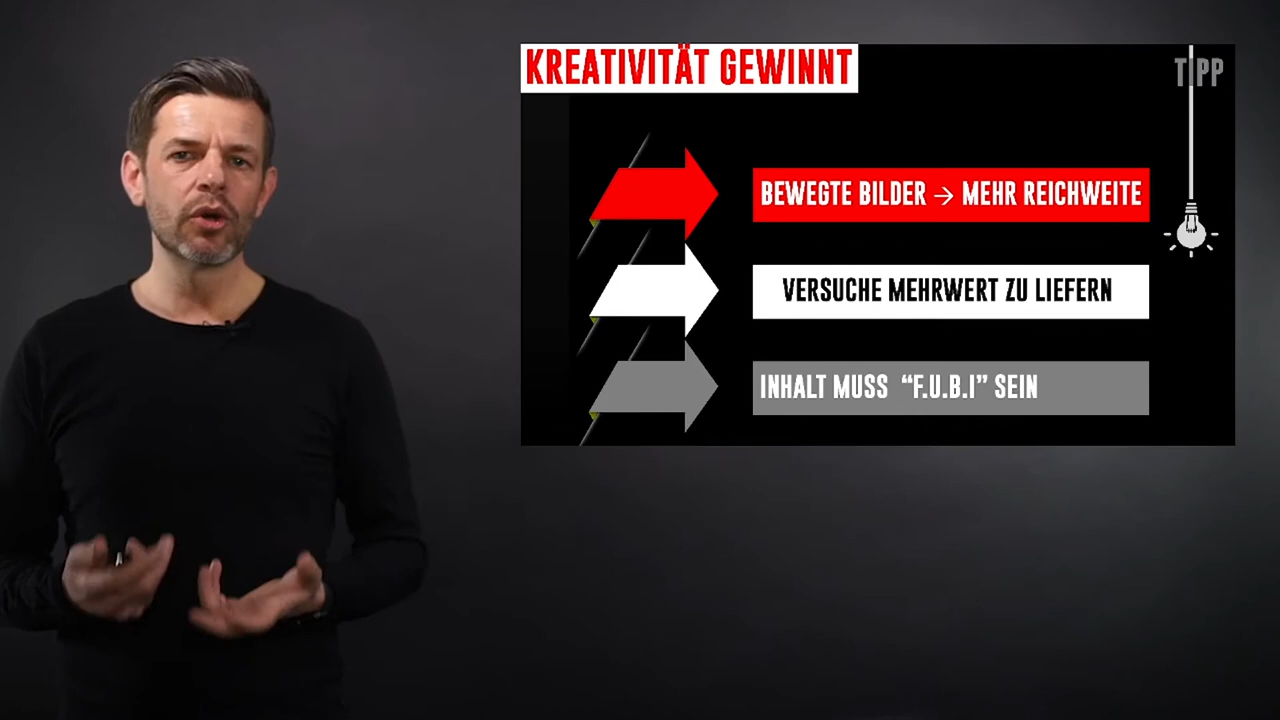 KREATIVITÄT GEWINNT
TIPP
BEWEGTE BILDER → MEHR REICHWEITE
VERSUCHE MEHRWERT ZU LIEFERN
INHALT MUSS “F.U.B.I” SEIN